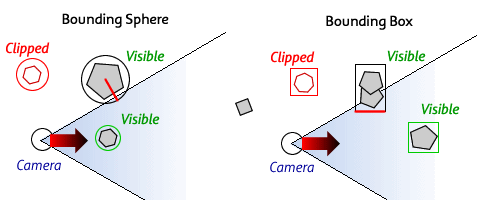 Bounding Sphere
Clipped
Visible
Visible
Camera
Bounding Box
Clipped
Visible
Visible
Camera